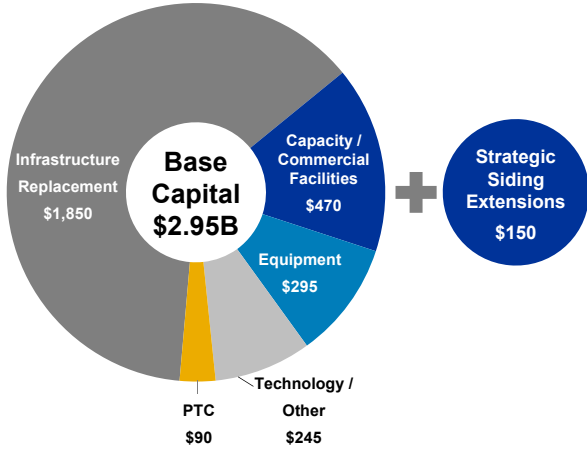 Infrastructure
Replacement
$1,850
Base
Capital
$2.95B
Capacity /
Commercial
Facilities
$470
Equipment
$295
Technology /
Other
$245
PTC
$90
Strategic
Siding
Extensions
$150